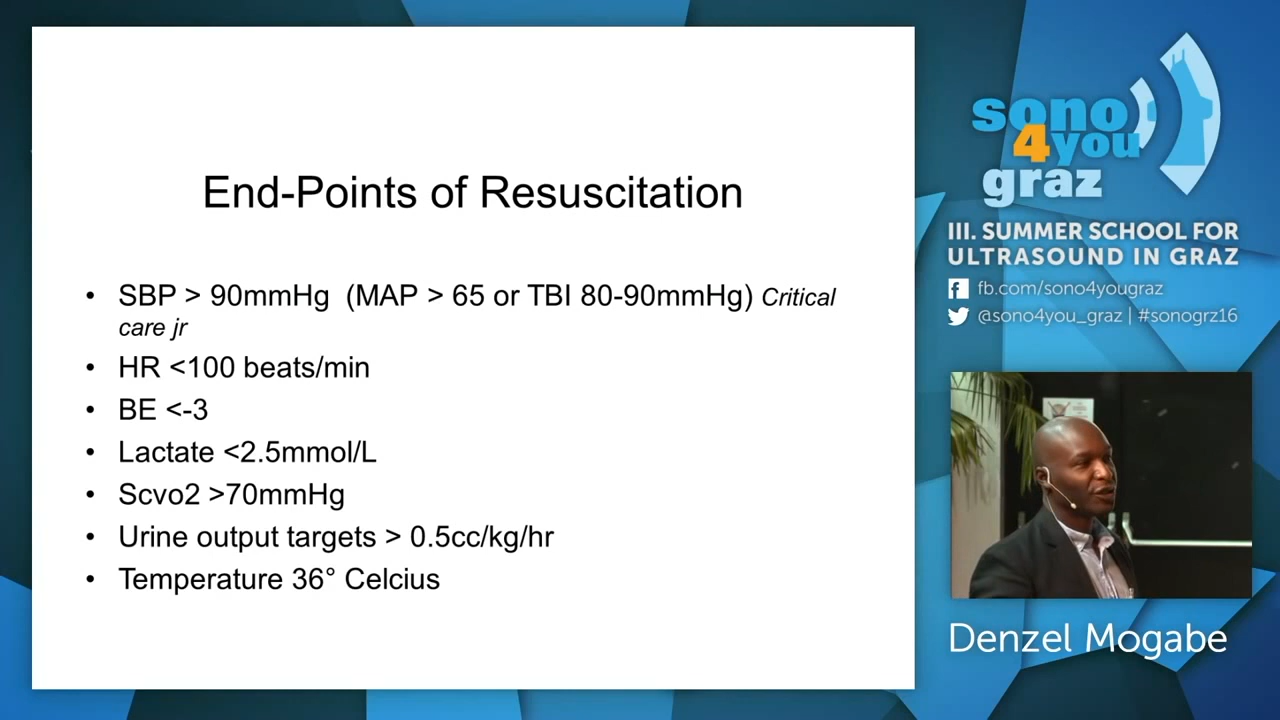 End-Points of Resuscitation
• SBP > 90mmHg (MAP > 65 or TBI 80-90mmHg) Critical
care jr
• HR <100 beats/min
• BE <-3
• Lactate <2.5mmol/L
• Scvo2 >70mmHg
• Urine output targets > 0.5cc/kg/hr
• Temperature 36° Celcius
sono
4you
graz
III. SUMMER SCHOOL FOR
ULTRASOUND IN GRAZ
fb.com/sono4yougraz
@sono4you_graz | #sonogrz16
Denzel Mogabe